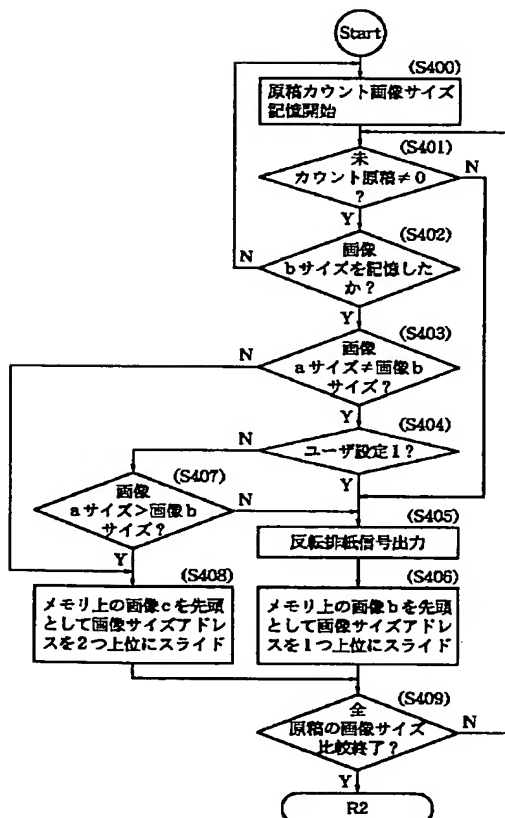 Start
(S400)
原稿カウント画像サイズ
記憶開始
(S401)
未
カウント原稿≠0
?
N
Y
(S402)
画像
bサイズを記憶した
か?
N
Y
(S403)
画像
aサイズ≠画像b
サイズ?
N
Y
(S404)
ユーザ設定1?
N
Y
(S407)
画像
aサイズ>画像b
サイズ?
N
Y
(S405)
反転排紙信号出力
(S408)
メモリ上の画像cを先頭
として画像サイズアドレ
スを2つ上位にスライド
(S406)
メモリ上の画像bを先頭
として画像サイズアドレ
スを1つ上位にスライド
(S409)
全
原稿の画像サイズ
比較終了?
N
Y
R2